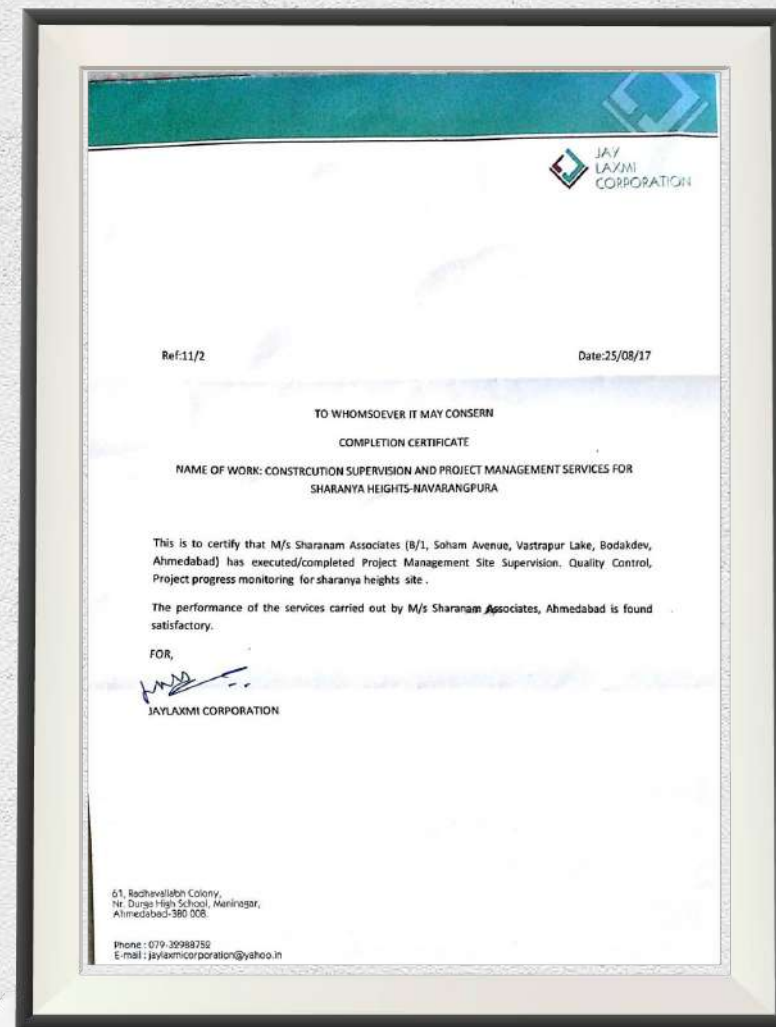 JAY
LAXMI
CORPORATION
Ref:11/2 Date:25/08/17
TO WHOMSOEVER IT MAY CONSERN
COMPLETION CERTIFICATE
NAME OF WORK: CONSTRCUTION SUPERVISION AND PROJECT MANAGEMENT SERVICES FOR
SHARANYA HEIGHTS-NAVARANGPURA
This is to certify that M/s Sharanam Associates (B/1, Soham Avenue, Vastrapur Lake, Bodakdev,
Ahmedabad) has executed/completed Project Management Site Supervision. Quality Control,
Project progress monitoring for sharanya heights site .
The performance of the services carried out by M/s Sharanam Associates, Ahmedabad is found
satisfactory.
FOR,
JAYLAXMI CORPORATION
61, Radhavallabh Colony,
Nr. Durga High School, Maninagar,
Ahmedabad-380 008.
Phone : 079-32988752
E-mail : jaylaxmicorporation@yahoo.in